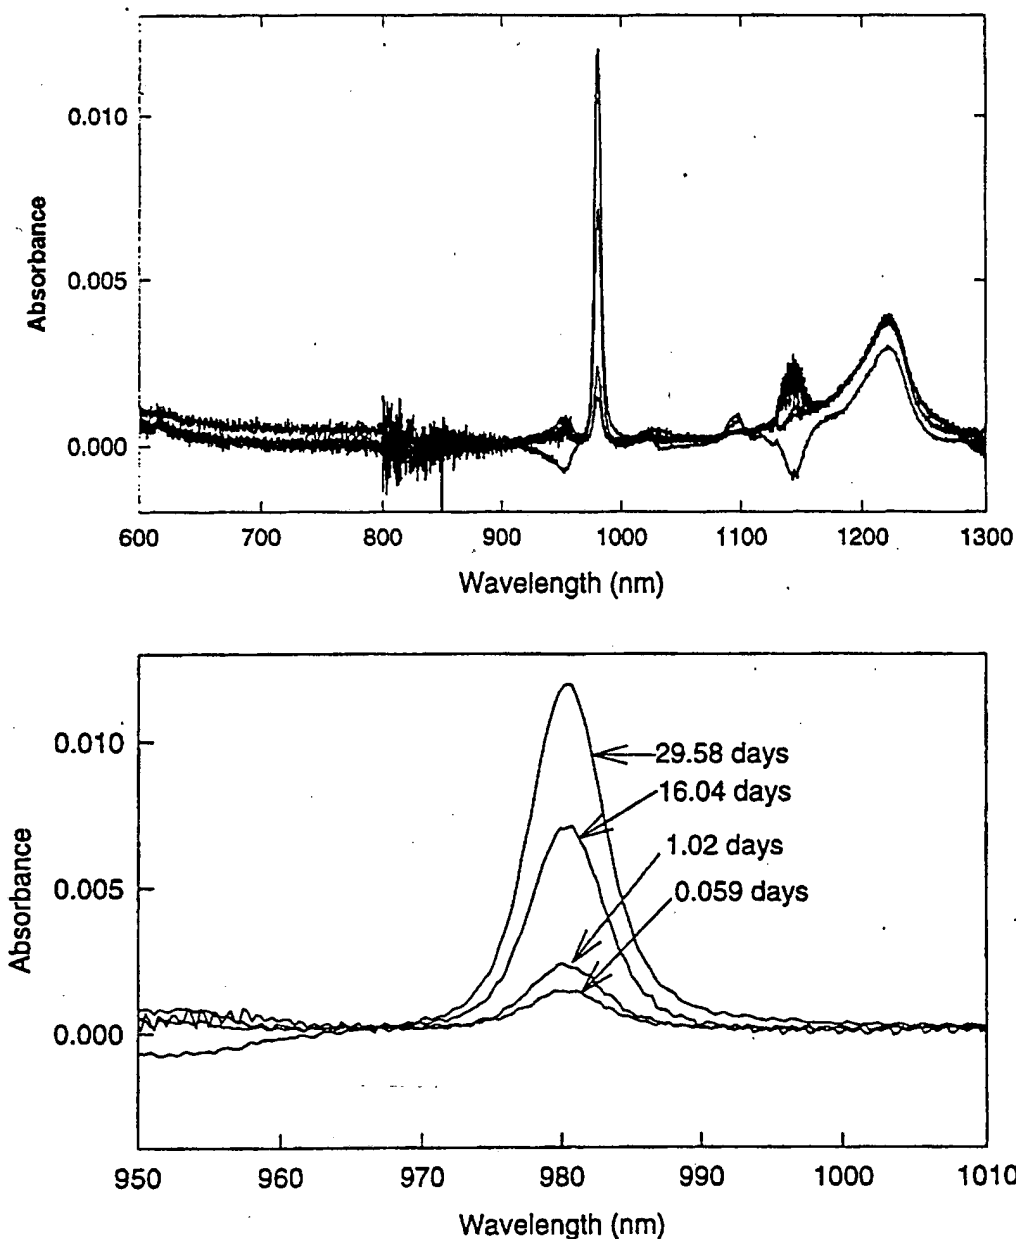 0.010
0.005
0.000
Absorbance
600 700 800 900 1000 1100 1200 1300
Wavelength (nm)
0.010
0.005
0.000
Absorbance
29.58 days
16.04 days
1.02 days
0.059 days
950 960 970 980 990 1000 1010
Wavelength (nm)